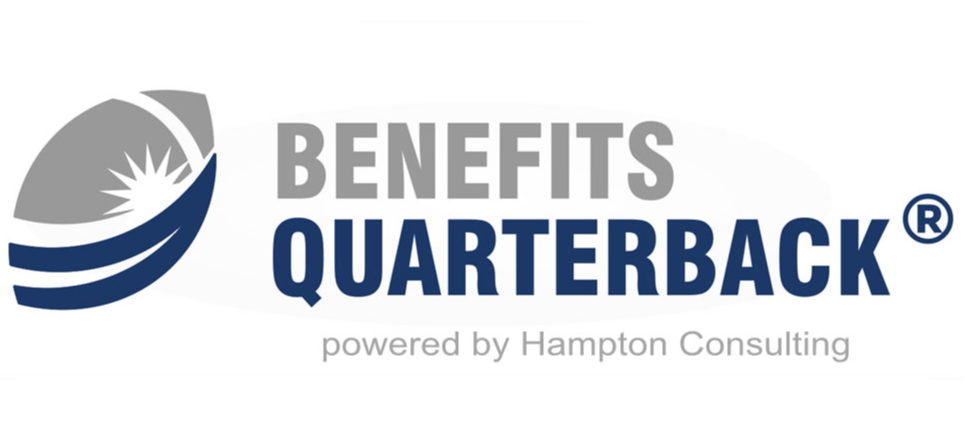 BENEFITS
QUARTERBACK®
powered by Hampton Consulting